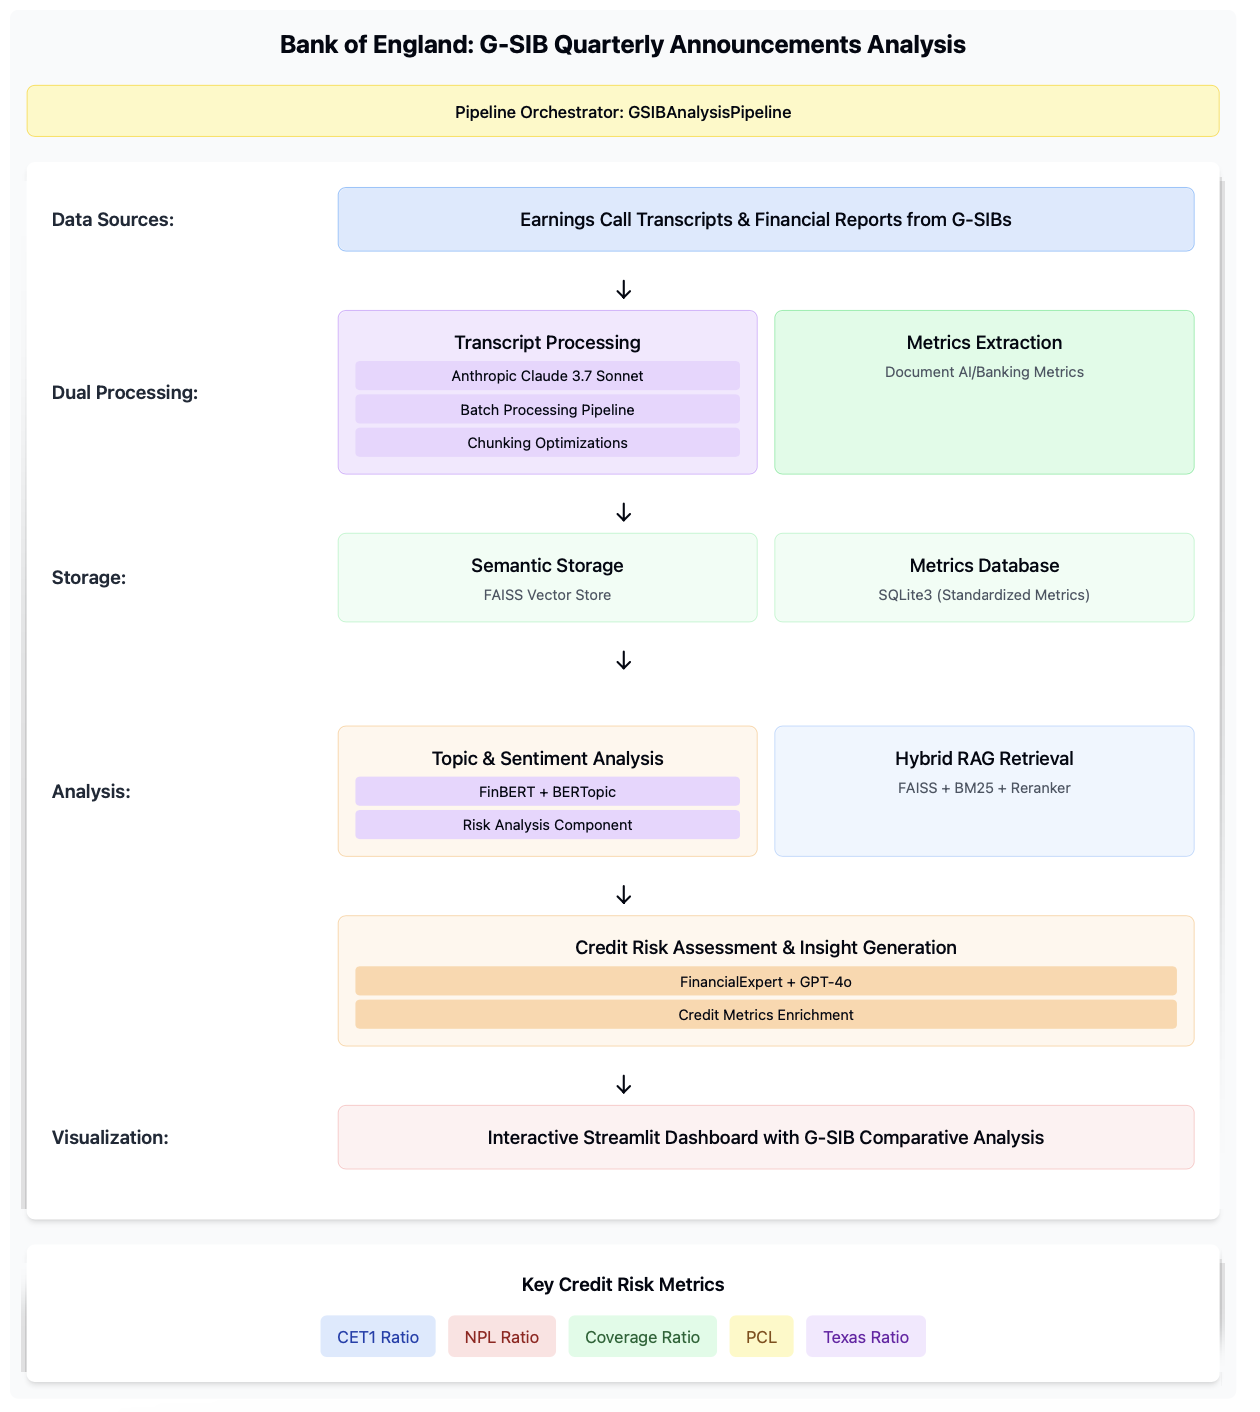 Bank of England: G-SIB Quarterly Announcements Analysis
Pipeline Orchestrator: GSIBAnalysisPipeline
Data Sources:
Earnings Call Transcripts & Financial Reports from G-SIBs
Dual Processing:
Transcript Processing
Anthropic Claude 3.7 Sonnet
Batch Processing Pipeline
Chunking Optimizations
Metrics Extraction
Document AI/Banking Metrics
Storage:
Semantic Storage
FAISS Vector Store
Metrics Database
SQLite3 (Standardized Metrics)
Analysis:
Topic & Sentiment Analysis
FinBERT + BERTopic
Risk Analysis Component
Hybrid RAG Retrieval
FAISS + BM25 + Reranker
Credit Risk Assessment & Insight Generation
FinancialExpert + GPT-4o
Credit Metrics Enrichment
Visualization:
Interactive Streamlit Dashboard with G-SIB Comparative Analysis
Key Credit Risk Metrics
CET1 Ratio
NPL Ratio
Coverage Ratio
PCL
Texas Ratio